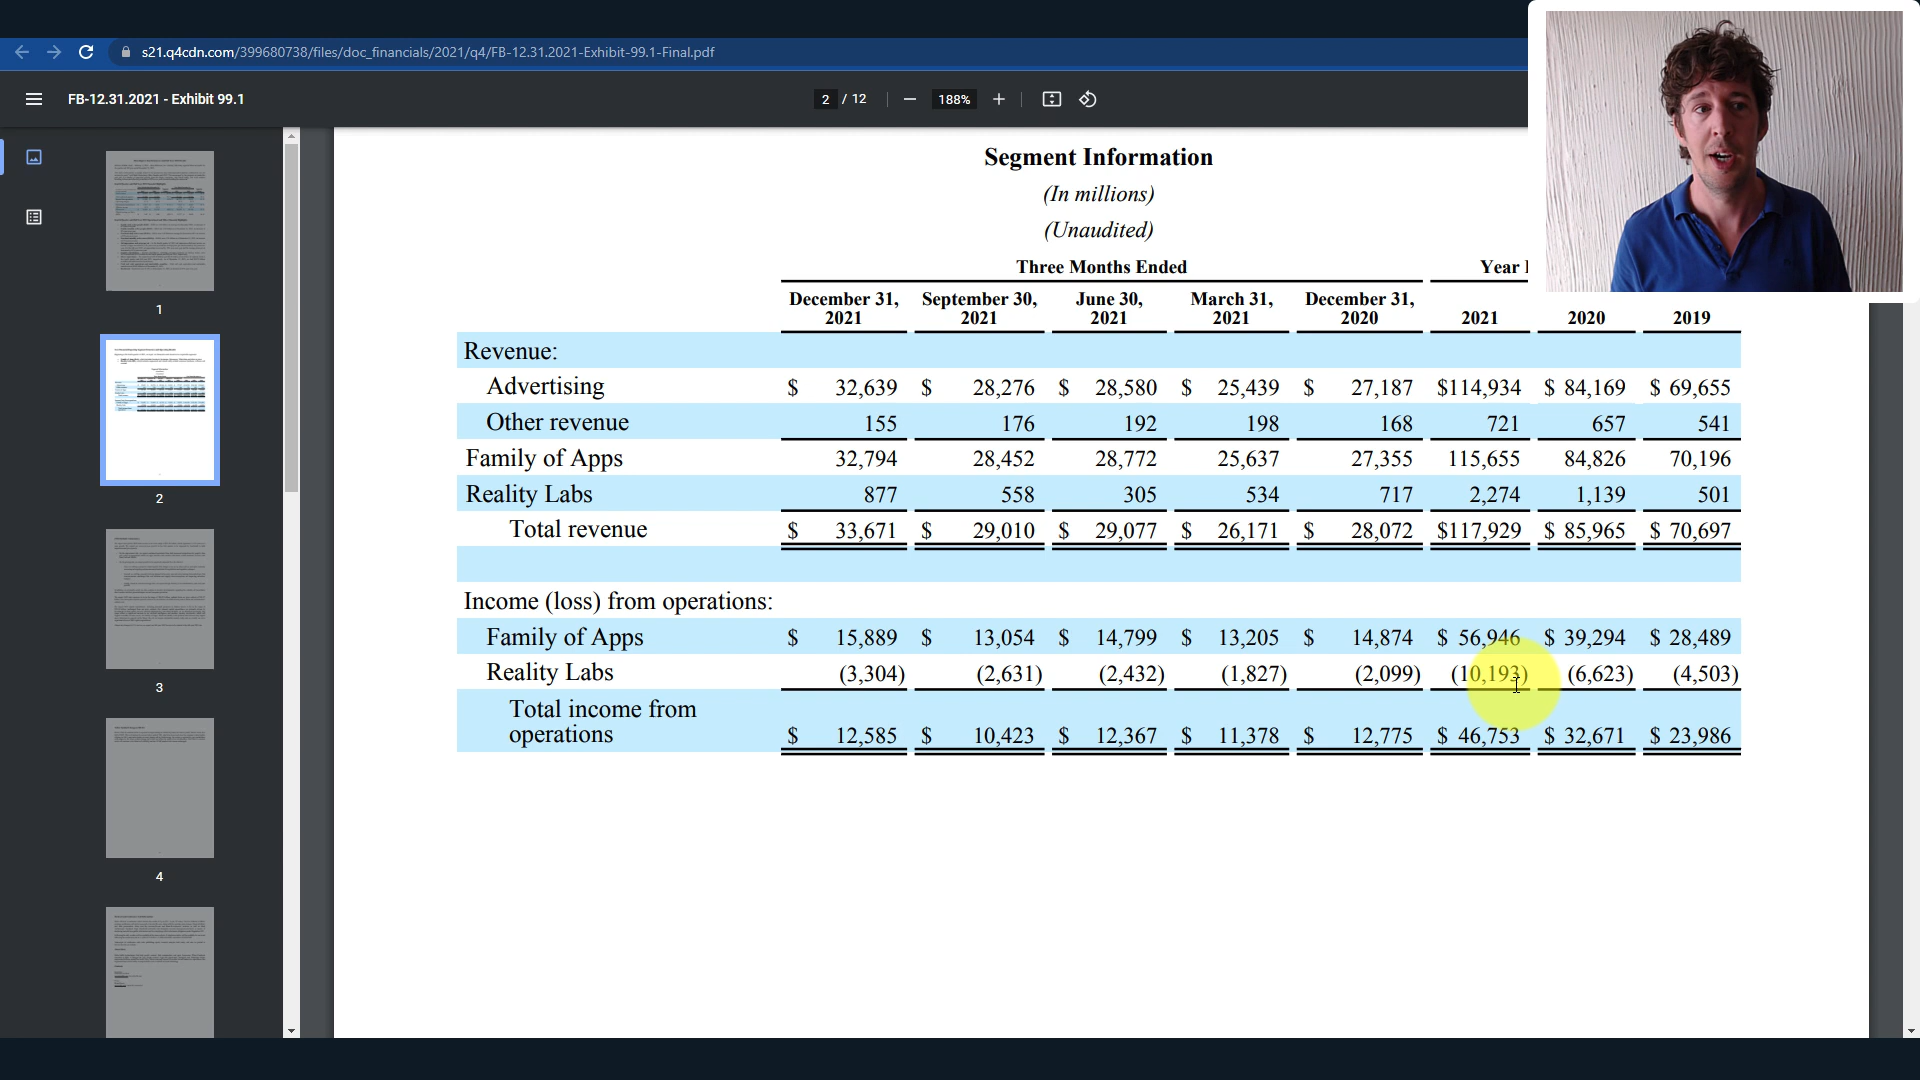 s21.q4cdn.com/399680738/files/doc_financials/2021/q4/FB-12.31.2021-Exhibit-99.1-Final.pdf
FB-12.31.2021 - Exhibit 99.1
2 / 12
188%
1
2
3
4
Segment Information
(In millions)
(Unaudited)
Three Months Ended
Year
December 31, 2021 September 30, 2021 June 30, 2021 March 31, 2021 December 31, 2020 2021 2020 2019
Revenue:
Advertising $ 32,639 $ 28,276 $ 28,580 $ 25,439 $ 27,187 $114,934 $ 84,169 $ 69,655
Other revenue 155 176 192 198 168 721 657 541
Family of Apps 32,794 28,452 28,772 25,637 27,355 115,655 84,826 70,196
Reality Labs 877 558 305 534 717 2,274 1,139 501
Total revenue $ 33,671 $ 29,010 $ 29,077 $ 26,171 $ 28,072 $117,929 $ 85,965 $ 70,697
Income (loss) from operations:
Family of Apps $ 15,889 $ 13,054 $ 14,799 $ 13,205 $ 14,874 $ 56,946 $ 39,294 $ 28,489
Reality Labs (3,304) (2,631) (2,432) (1,827) (2,099) (10,193) (6,623) (4,503)
Total income from
operations $ 12,585 $ 10,423 $ 12,367 $ 11,378 $ 12,775 $ 46,753 $ 32,671 $ 23,986